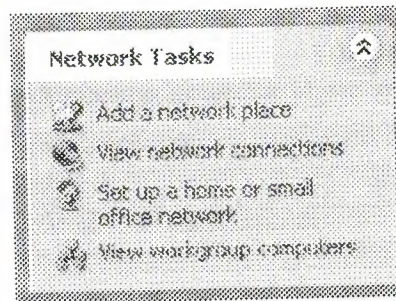 Network Tasks
Add a network place
View network connections
Set up a home or small
office network
View workgroup computers